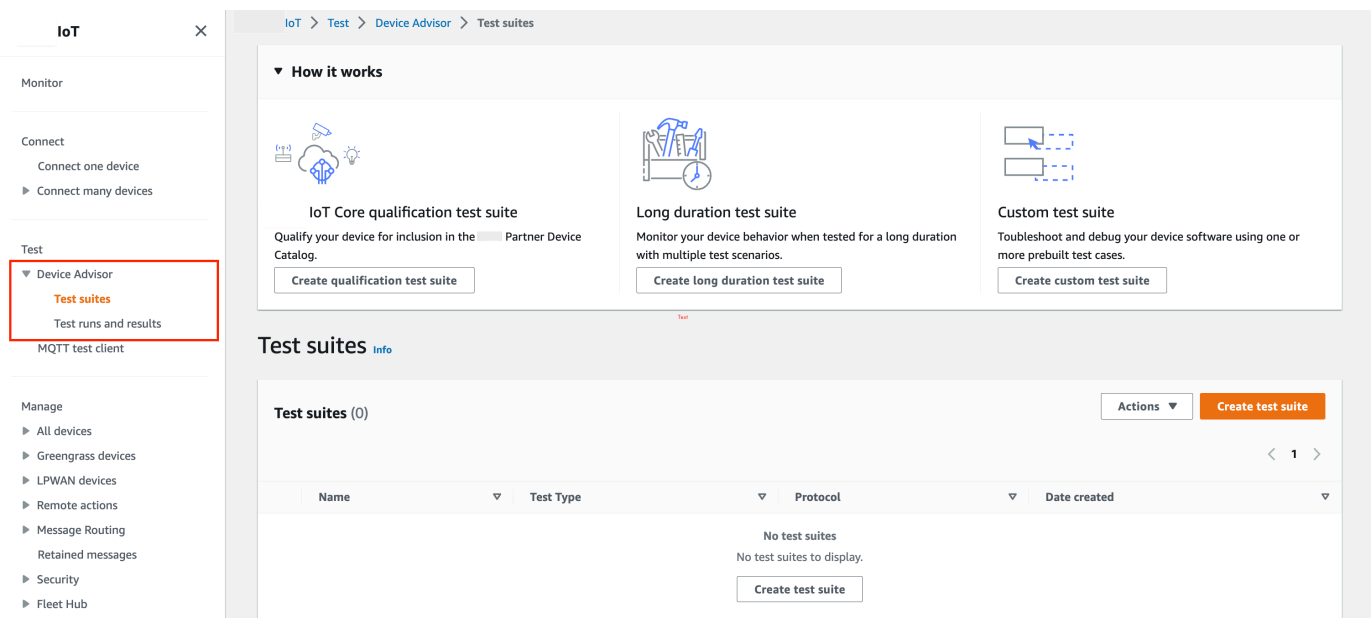 IoT
Monitor
Connect
Connect one device
Connect many devices
Test
Device Advisor
Test suites
Test runs and results
MQTT test client
Manage
All devices
Greengrass devices
LPWAN devices
Remote actions
Message Routing
Retained messages
Security
Fleet Hub
IoT > Test > Device Advisor > Test suites
How it works
IoT Core qualification test suite
Qualify your device for inclusion in the Partner Device
Catalog.
Create qualification test suite
Long duration test suite
Monitor your device behavior when tested for a long duration
with multiple test scenarios.
Create long duration test suite
Custom test suite
Toubleshoot and debug your device software using one or
more prebuilt test cases.
Create custom test suite
Text
Test suites Info
Test suites (0)
Actions
Create test suite
< 1 >
Name Test Type Protocol Date created
No test suites
No test suites to display.
Create test suite